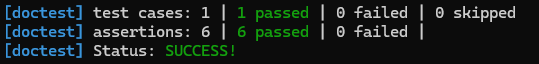 [doctest] test cases: 1 | 1 passed | 0 failed | 0 skipped
[doctest] assertions: 6 | 6 passed | 0 failed |
[doctest] Status: SUCCESS!